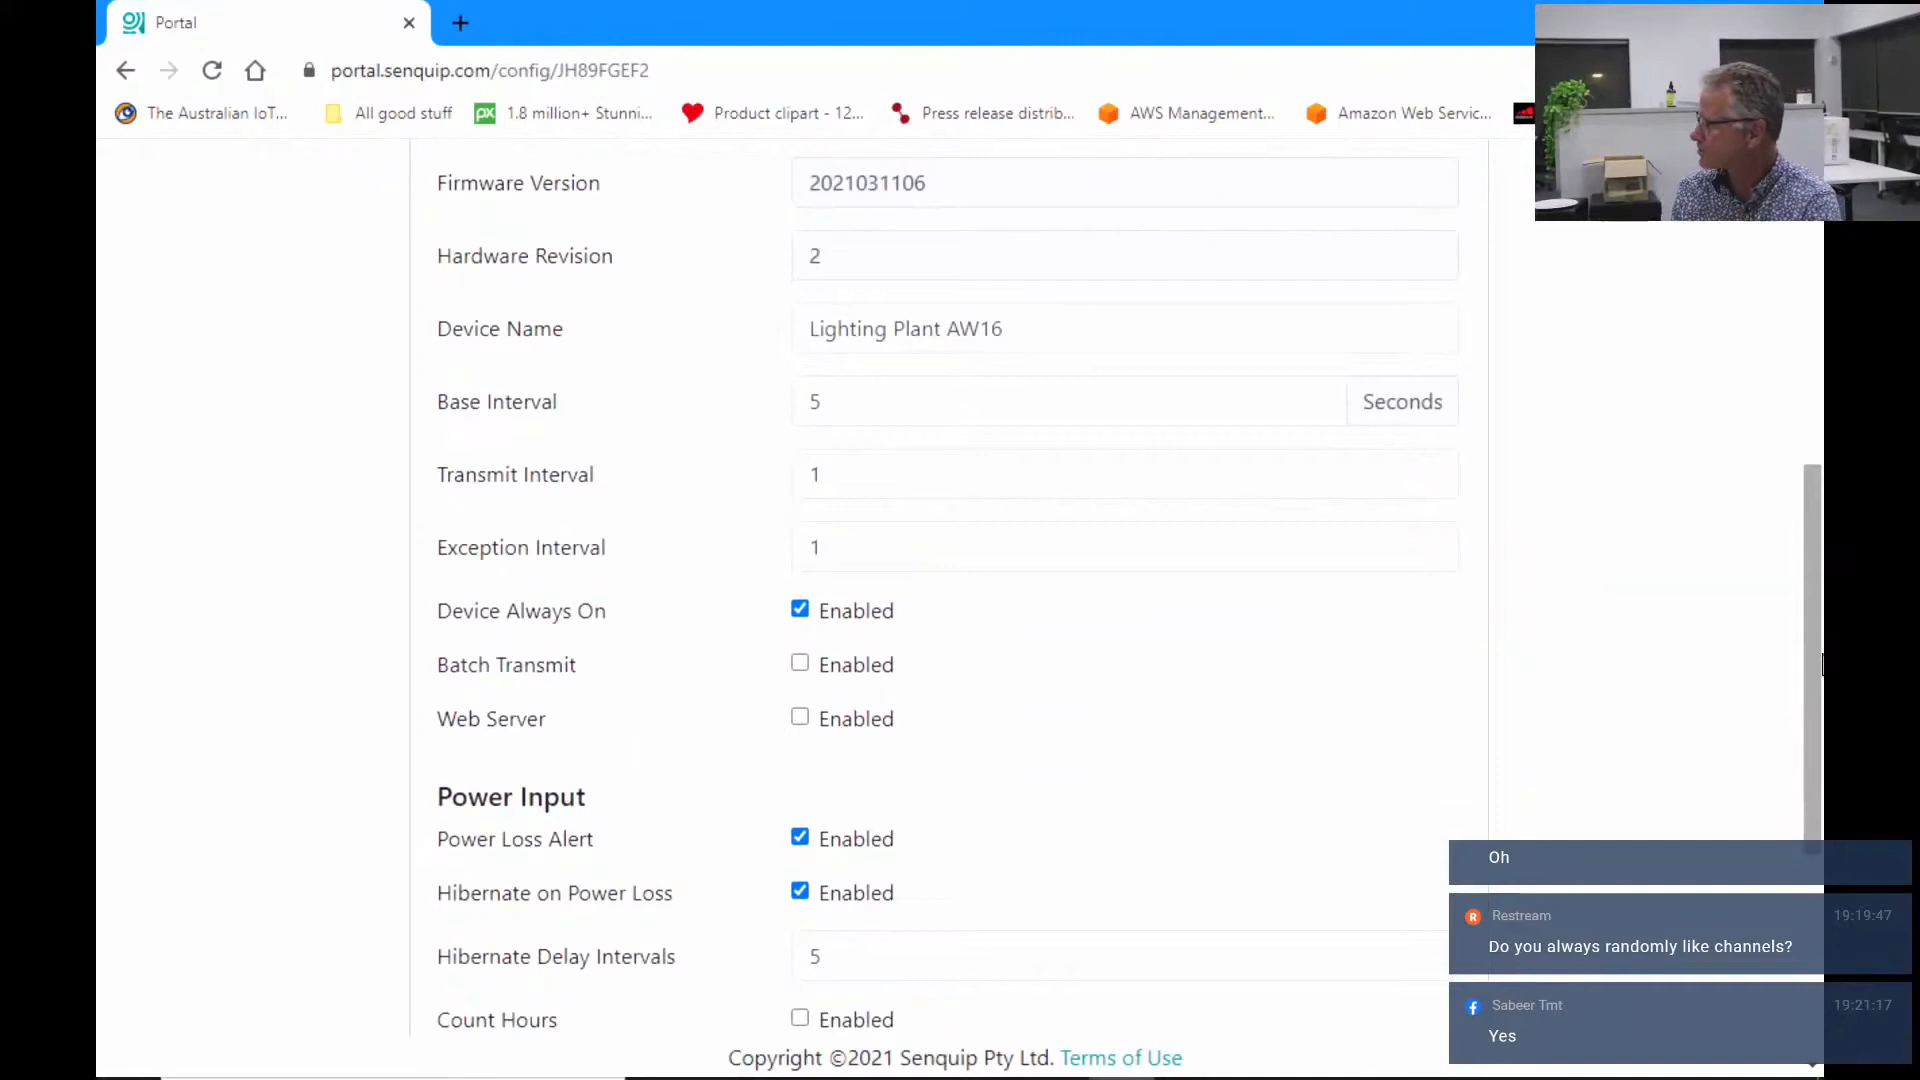 Portal
portal.senquip.com/config/JH89FGEF2
The Australian IoT...
All good stuff
px
1.8 million+ Stunni...
Product clipart - 12...
Press release distrib...
AWS Management...
Amazon Web Servic...
Firmware Version 2021031106
Hardware Revision 2
Device Name Lighting Plant AW16
Base Interval 5 Seconds
Transmit Interval 1
Exception Interval 1
Device Always On Enabled
Batch Transmit Enabled
Web Server Enabled
Power Input
Power Loss Alert Enabled
Hibernate on Power Loss Enabled
Hibernate Delay Intervals 5
Count Hours Enabled
Copyright ©2021 Senquip Pty Ltd. Terms of Use
Oh
R Restream 19:19:47
Do you always randomly like channels?
Sabeer Tmt 19:21:17
Yes